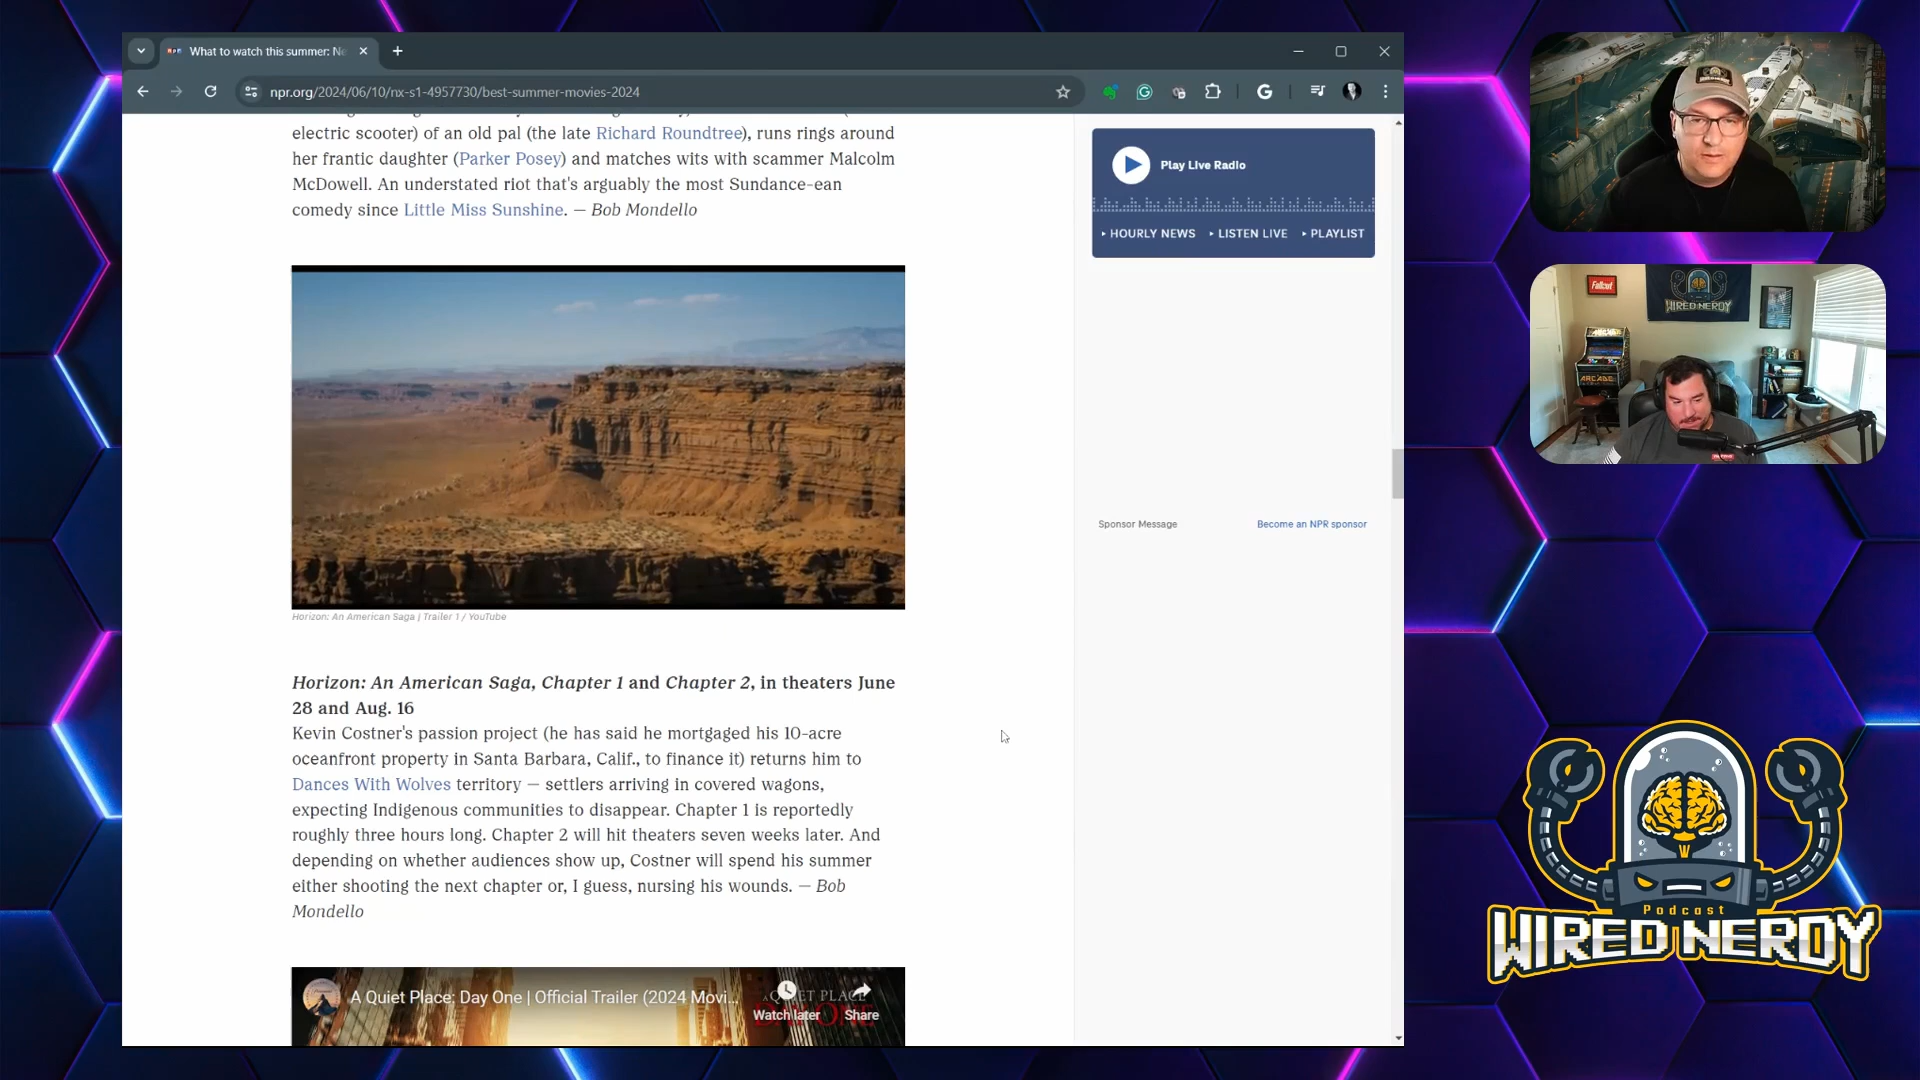 What to watch this summer: Ne
npr.org/2024/06/10/nx-s1-4957730/best-summer-movies-2024
electric scooter) of an old pal (the late Richard Roundtree), runs rings around
her frantic daughter (Parker Posey) and matches wits with scammer Malcolm
McDowell. An understated riot that's arguably the most Sundance-ean
comedy since Little Miss Sunshine. — Bob Mondello
Horizon: An American Saga | Trailer 1 / YouTube
Horizon: An American Saga, Chapter 1 and Chapter 2, in theaters June
28 and Aug. 16
Kevin Costner's passion project (he has said he mortgaged his 10-acre
oceanfront property in Santa Barbara, Calif., to finance it) returns him to
Dances With Wolves territory — settlers arriving in covered wagons,
expecting Indigenous communities to disappear. Chapter 1 is reportedly
roughly three hours long. Chapter 2 will hit theaters seven weeks later. And
depending on whether audiences show up, Costner will spend his summer
either shooting the next chapter or, I guess, nursing his wounds. — Bob
Mondello
A Quiet Place: Day One | Official Trailer (2024 Movi...
A QUIET PLACE
DAY ONE
Watch later
Share
Play Live Radio
HOURLY NEWS
LISTEN LIVE
PLAYLIST
Sponsor Message
Become an NPR sponsor
Fallout
WIRED NERDY
ARCADE
Podcast
WIRED NERDY